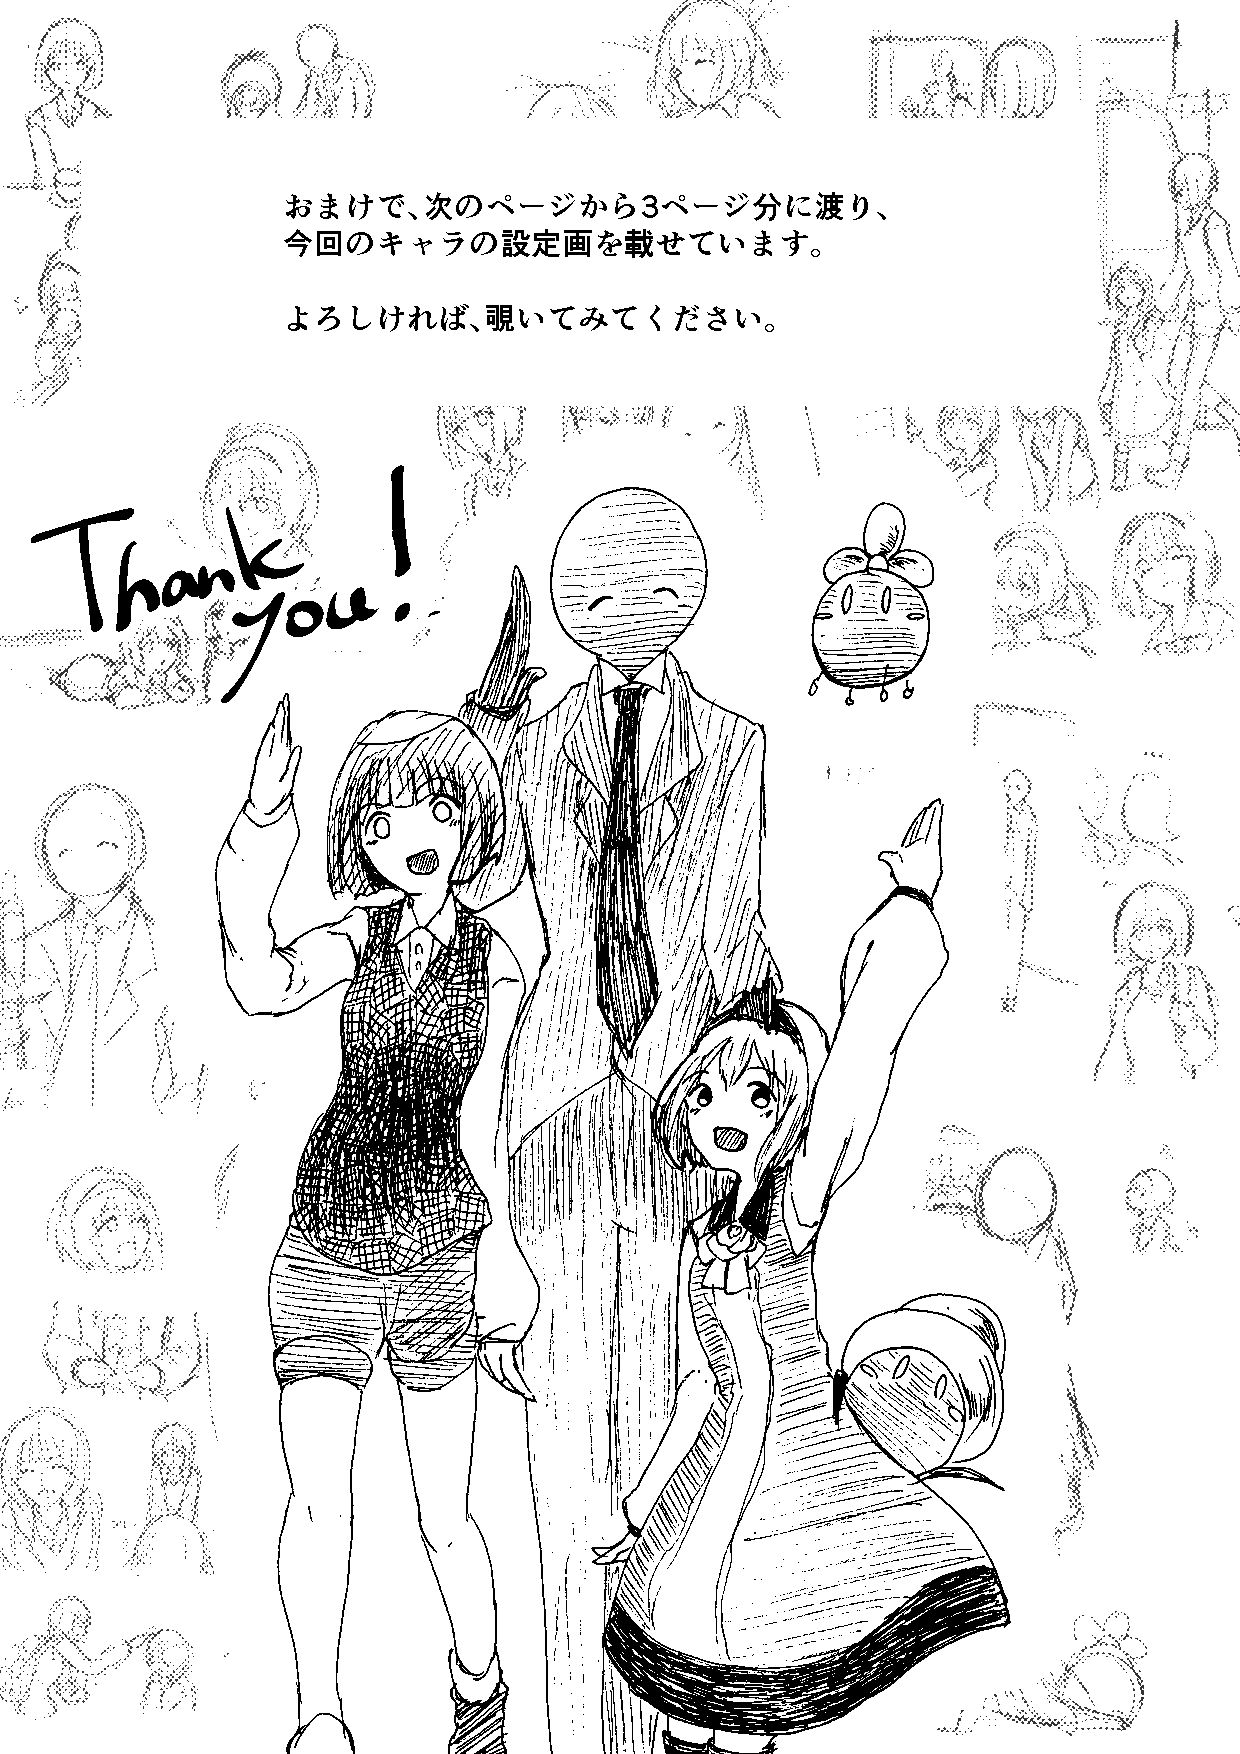 おまけで、次のページから3ページ分に渡り、
今回のキャラの設定画を載せています。
よろしければ、覗いてみてください。
Thank
you!